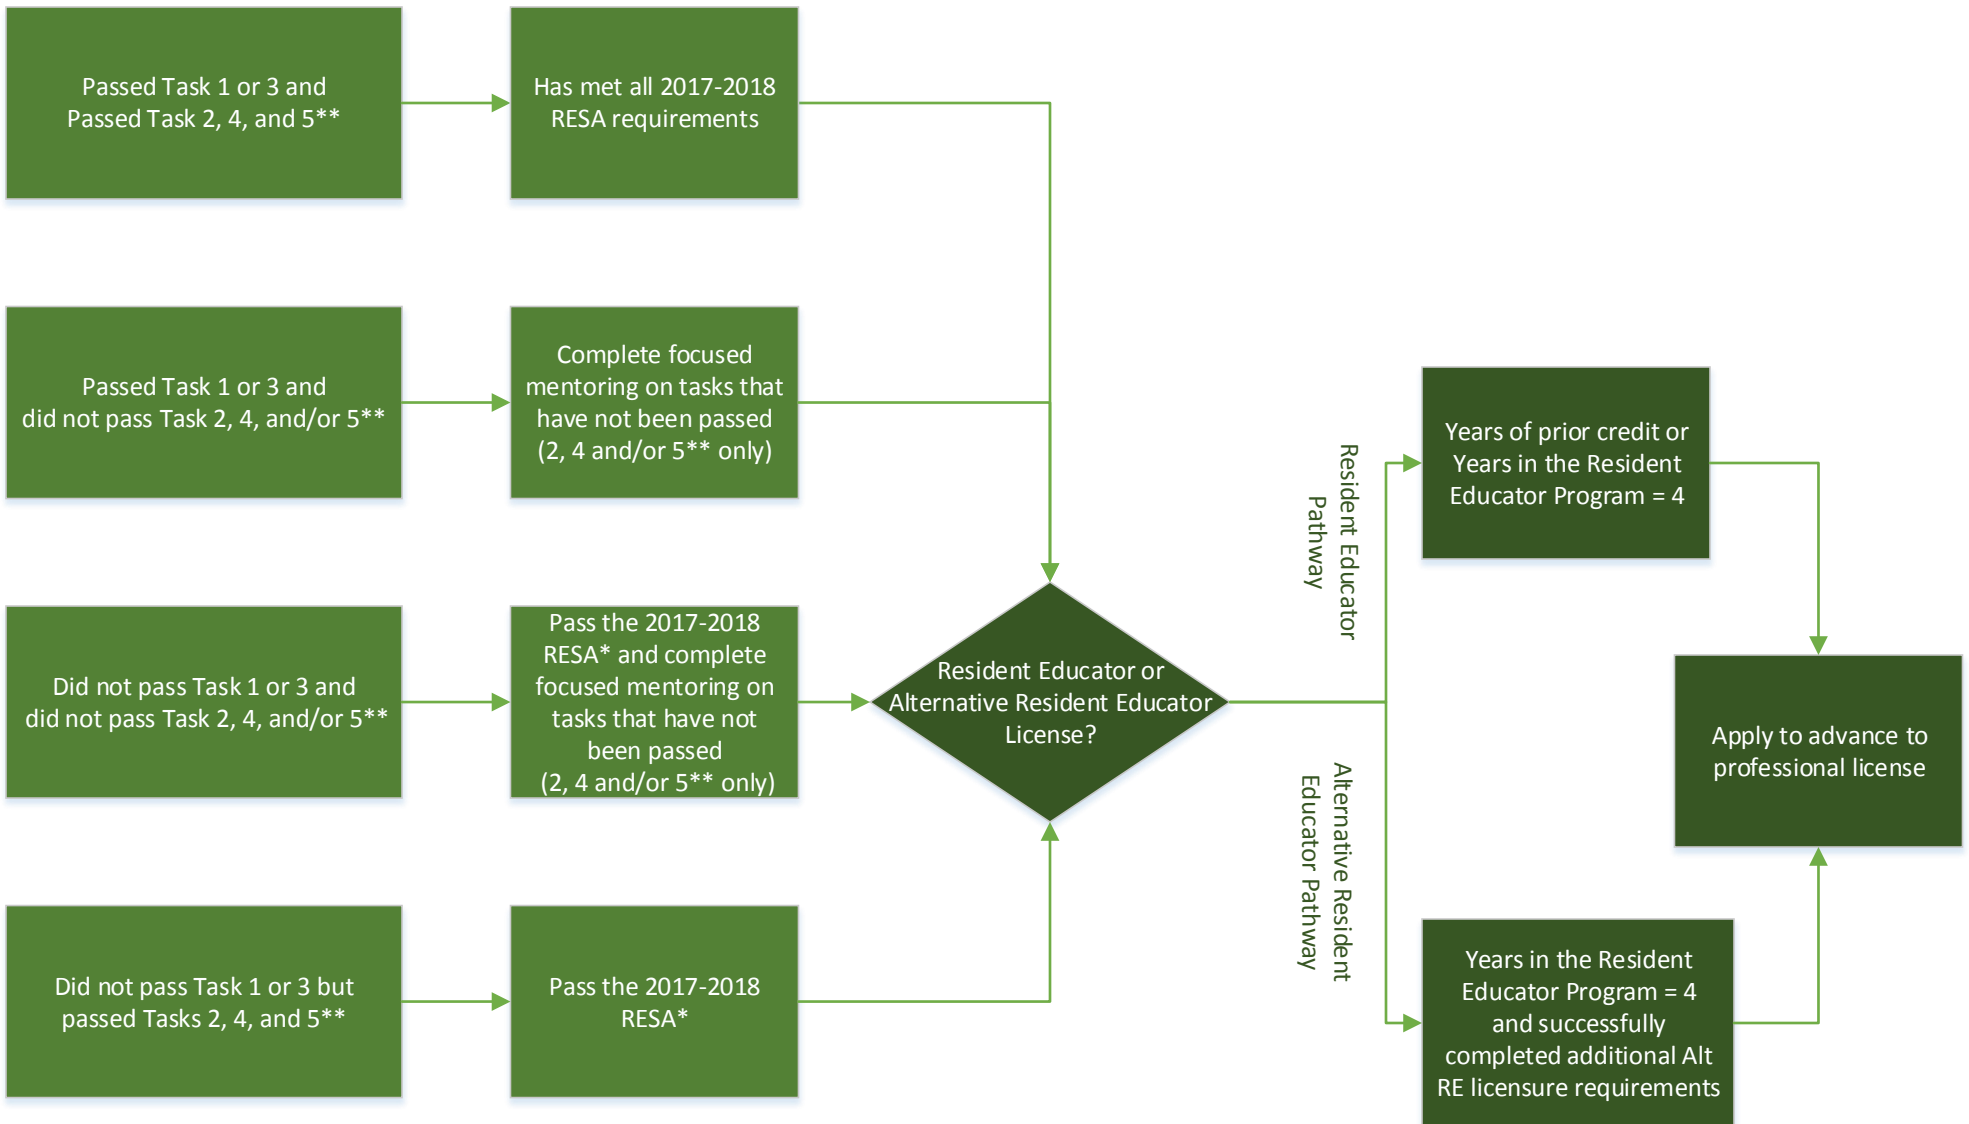 Passed Task 1 or 3 and
Passed Task 2, 4, and 5**
Has met all 2017-2018
RESA requirements
Passed Task 1 or 3 and
did not pass Task 2, 4, and/or 5**
Complete focused
mentoring on tasks that
have not been passed
(2, 4 and/or 5** only)
Did not pass Task 1 or 3 and
did not pass Task 2, 4, and/or 5**
Pass the 2017-2018
RESA* and complete
focused mentoring on
tasks that have not
been passed
(2, 4 and/or 5** only)
Did not pass Task 1 or 3 but
passed Tasks 2, 4, and 5**
Pass the 2017-2018
RESA*
Resident Educator or
Alternative Resident Educator
License?
Resident Educator
Pathway
Years of prior credit or
Years in the Resident
Educator Program = 4
Alternative Resident
Educator Pathway
Years in the Resident
Educator Program = 4
and successfully
completed additional Alt
RE licensure requirements
Apply to advance to
professional license